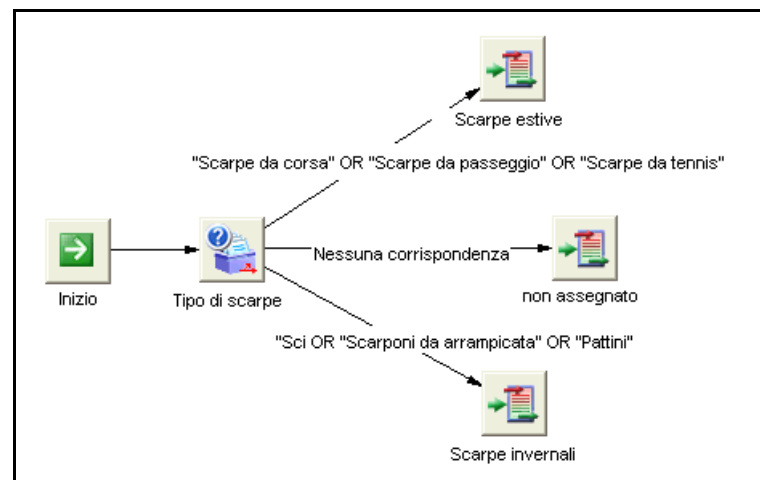 Scarpe estive
"Scarpe da corsa" OR "Scarpe da passeggio" OR "Scarpe da tennis"
Nessuna corrispondenza
Inizio
Tipo di scarpe
non assegnato
"Sci OR "Scarponi da arrampicata" OR "Pattini"
Scarpe invernali